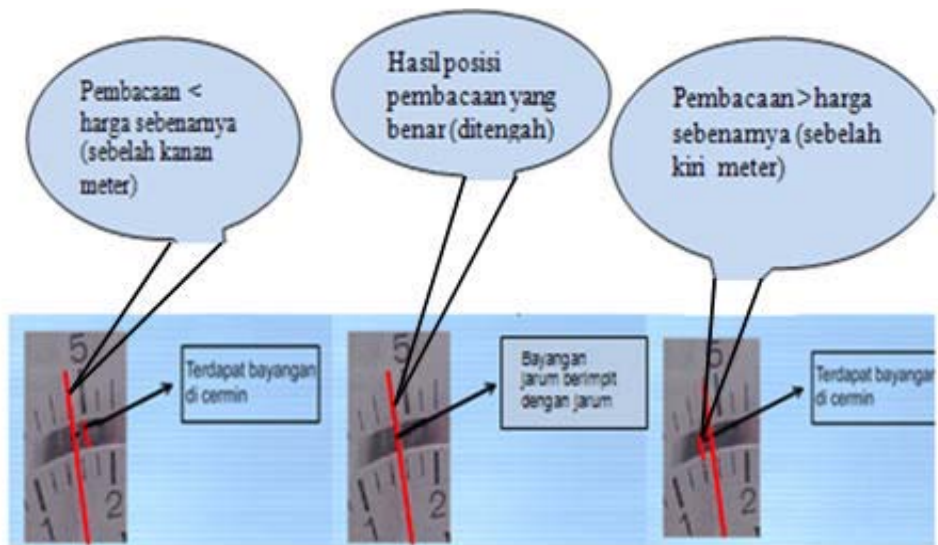 Pembacaan <
harga sebenarnya
(sebelah kanan
meter)
Hasil posisi
pembacaan yang
benar (ditengah)
Pembacaan > harga
sebenarnya (sebelah
kiri meter)
5
Terdapat bayangan
di cermin
1
2
5
Bayangan
jarum berimpit
dengan jarum
1
2
5
Terdapat bayangan
di cermin
1
2